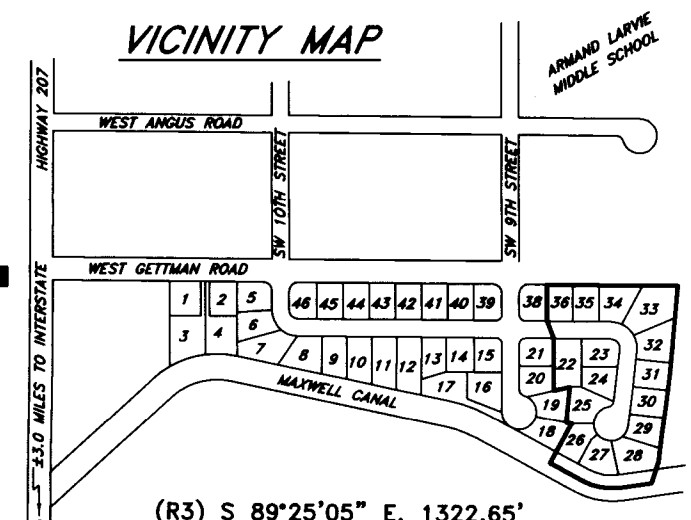 VICINITY MAP
ARMAND LARVIE
MIDDLE SCHOOL
HIGHWAY 207
WEST ANGUS ROAD
SW 10TH STREET
SW 9TH STREET
±3.0 MILES TO INTERSTATE
WEST GETTMAN ROAD
1 2 5 46 45 44 43 42 41 40 39 38 36 35 34 33
3 4 6 7 8 9 10 11 12 13 14 15 21 22 23 32
17 16 20 24 31
19 25 30
18 26 27 28 29
MAXWELL CANAL
(R3) S 89°25'05" E, 1322.65'